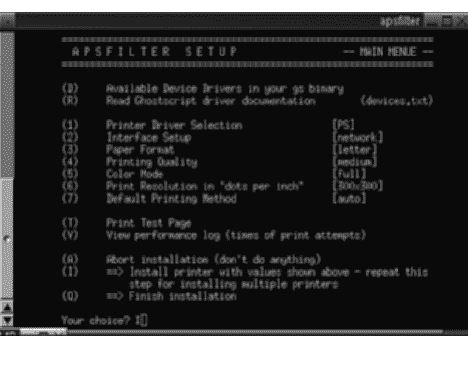 apsfilter
A P S F I L T E R   S E T U P   -- MAIN MENUE --
(D) Available Device Drivers in your gs binary
(R) Read Ghostscript driver documentation (devices.txt)
(1) Printer Driver Selection [PS]
(2) Interface Setup [network]
(3) Paper Format [letter]
(4) Printing Quality [medium]
(5) Color Mode [full]
(6) Print Resolution in "dots per inch" [300x300]
(7) Default Printing Method [auto]
(T) Print Test Page
(V) View performance log (times of print attempts)
(A) Abort installation (don't do anything)
(I) ==> Install printer with values shown above - repeat this
step for installing multiple printers
(Q) ==> Finish installation
Your choice? I